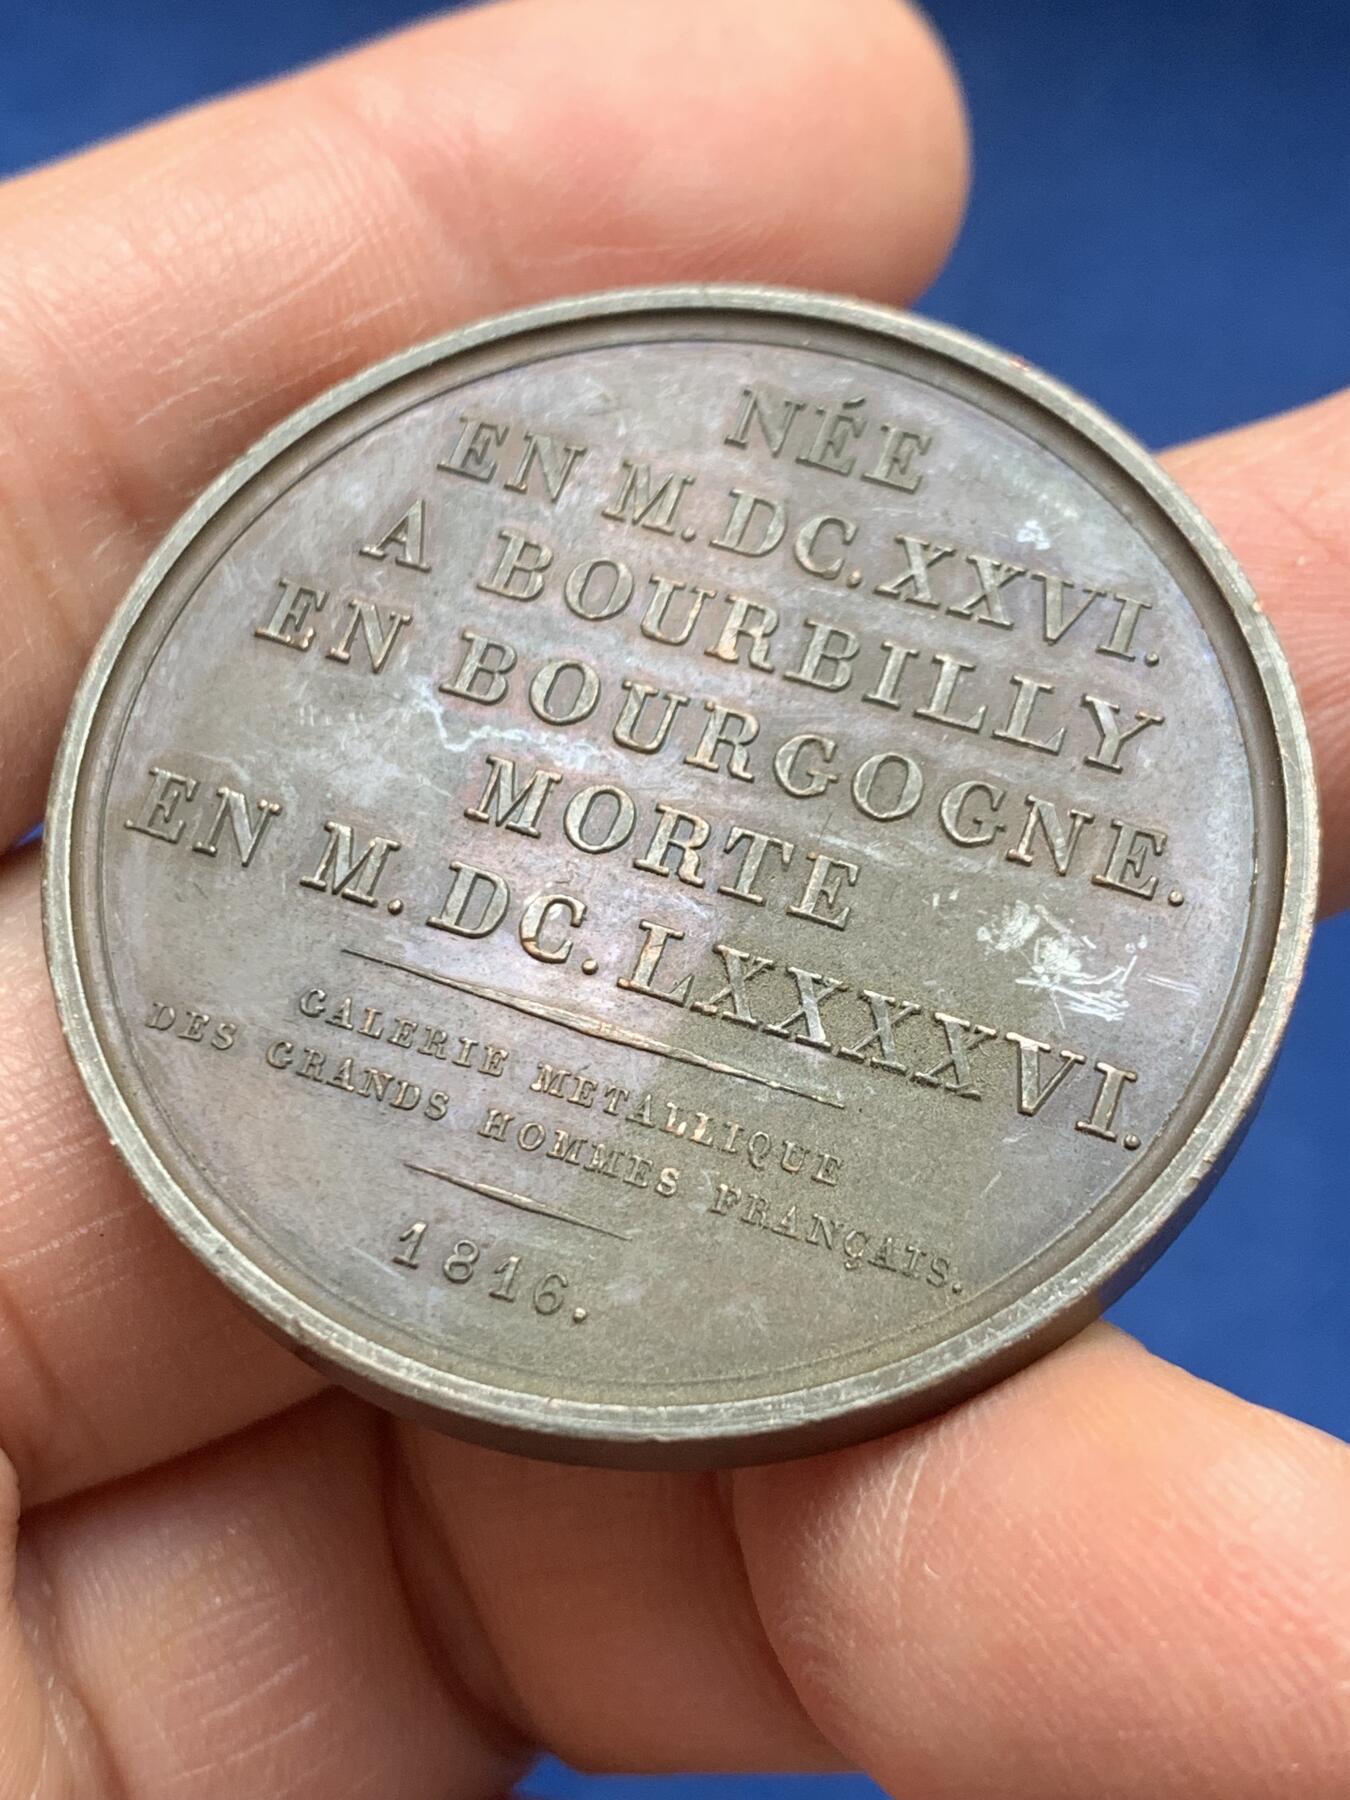 NÉE
EN M.DC.XXVI.
A BOURBILLY
EN BOURGOGNE.
MORTE
EN M.DC.LXXXXVI.
GALERIE METALLIQUE
DES GRANDS HOMMES FRANÇAIS.
1816.